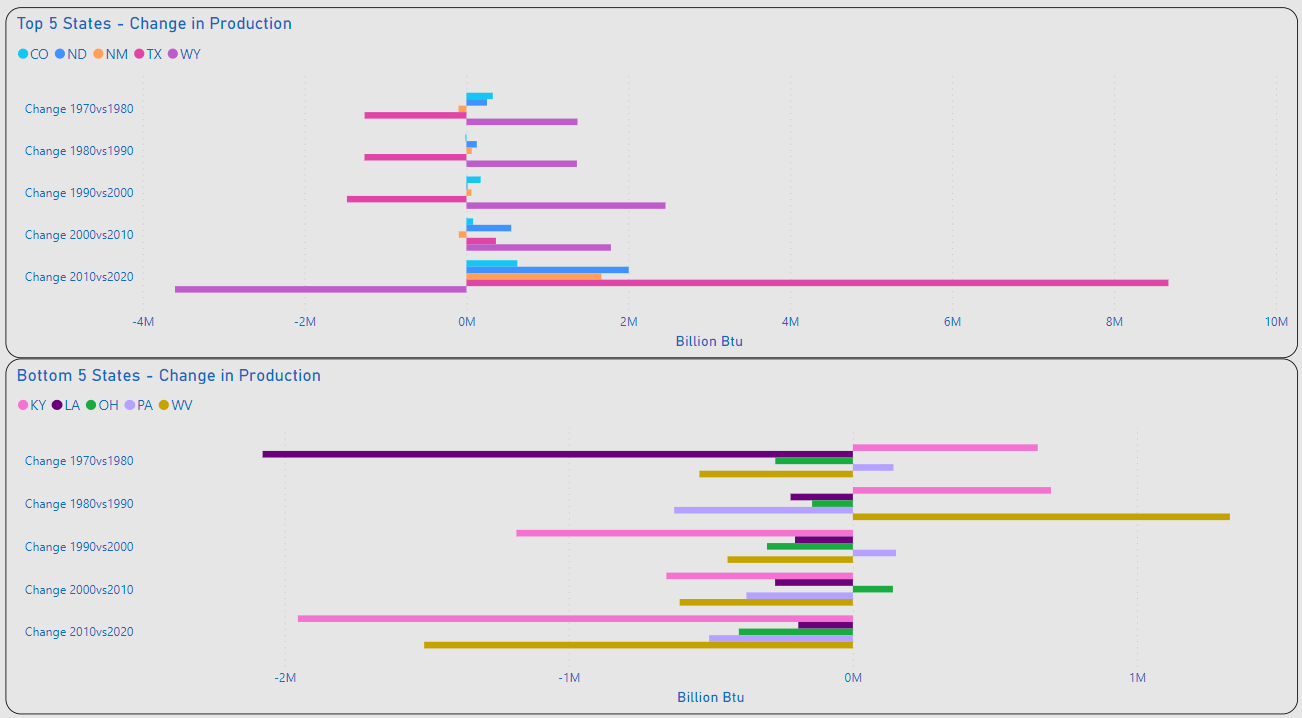 Top 5 States - Change in Production
CO ND NM TX WY
Change 1970vs1980
Change 1980vs1990
Change 1990vs2000
Change 2000vs2010
Change 2010vs2020
-4M -2M 0M 2M 4M 6M 8M 10M
Billion Btu
Bottom 5 States - Change in Production
KY LA OH PA WV
Change 1970vs1980
Change 1980vs1990
Change 1990vs2000
Change 2000vs2010
Change 2010vs2020
-2M -1M 0M 1M
Billion Btu